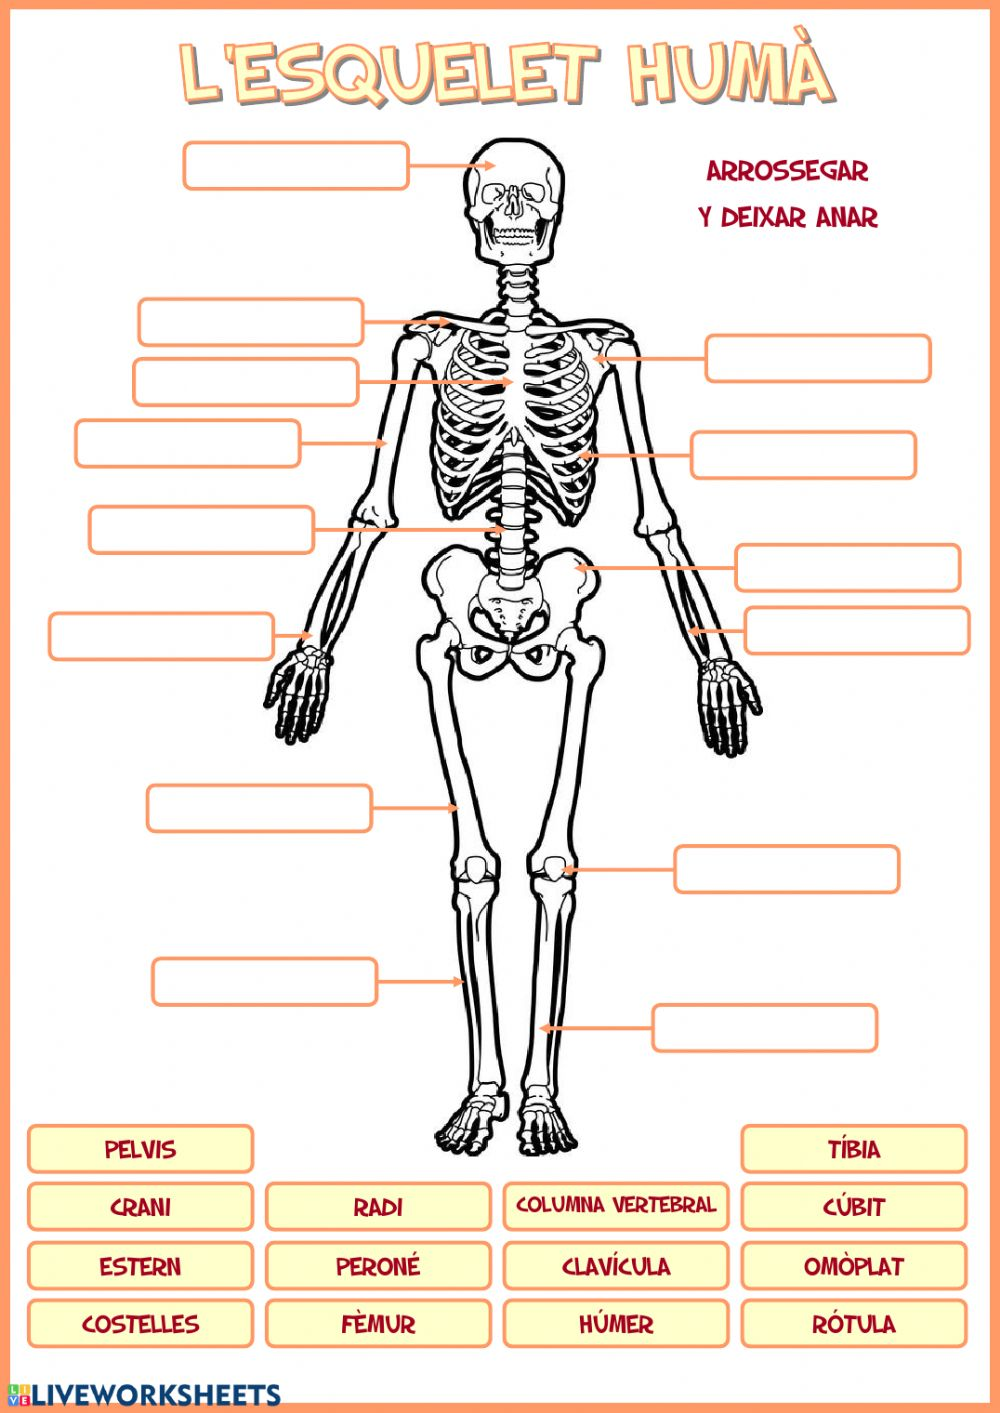 L'ESQUELET HUMÀ
ARROSSEGAR
Y DEIXAR ANAR
PELVIS
TÍBIA
CRANI
RADI
COLUMNA VERTEBRAL
CÚBIT
ESTERN
PERONÉ
CLAVÍCULA
OMÒPLAT
COSTELLES
FÈMUR
HÚMER
RÓTULA
LIVE
LIVEWORKSHEETS